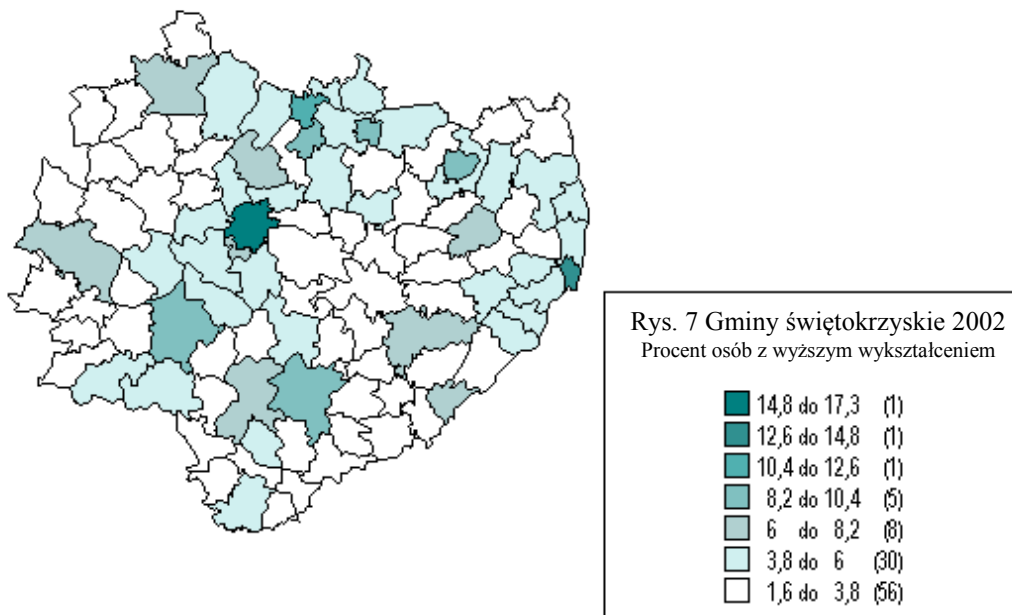 Rys. 7 Gminy świętokrzyskie 2002
Procent osób z wyższym wykształceniem
14,8 do 17,3 (1)
12,6 do 14,8 (1)
10,4 do 12,6 (1)
8,2 do 10,4 (5)
6 do 8,2 (8)
3,8 do 6 (30)
1,6 do 3,8 (56)